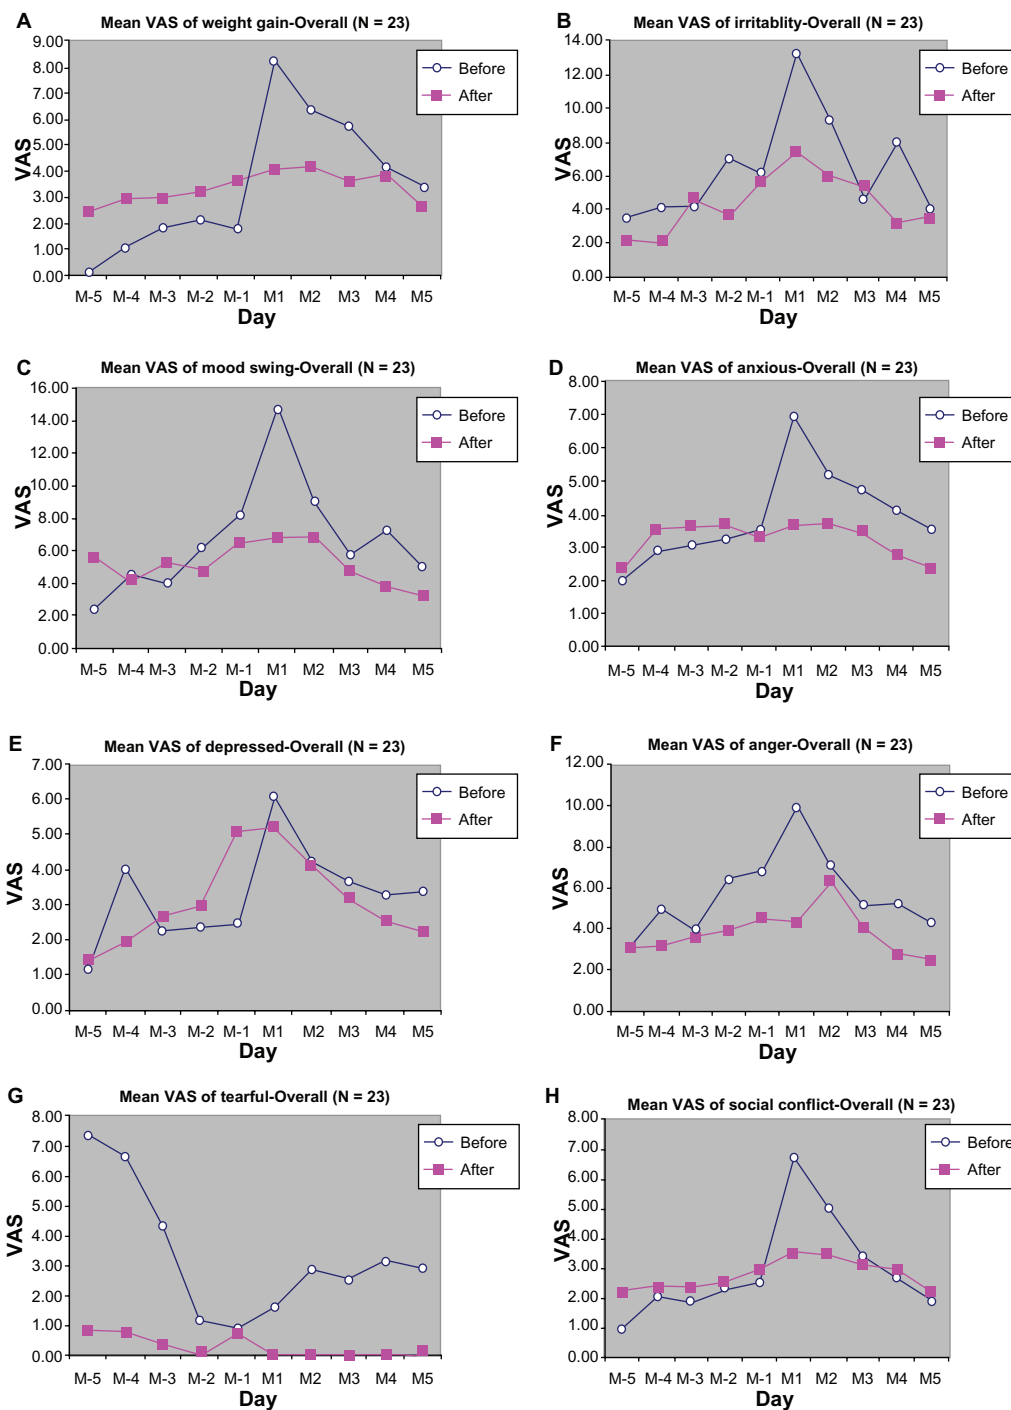 A
Mean VAS of weight gain-Overall (N = 23)
9.00
8.00
7.00
6.00
5.00
4.00
3.00
2.00
1.00
0.00
VAS
Before
After
M-5 M-4 M-3 M-2 M-1 M1 M2 M3 M4 M5
Day
B
Mean VAS of irritablity-Overall (N = 23)
14.00
12.00
10.00
8.00
6.00
4.00
2.00
0.00
VAS
Before
After
M-5 M-4 M-3 M-2 M-1 M1 M2 M3 M4 M5
Day
C
Mean VAS of mood swing-Overall (N = 23)
16.00
14.00
12.00
10.00
8.00
6.00
4.00
2.00
0.00
VAS
Before
After
M-5 M-4 M-3 M-2 M-1 M1 M2 M3 M4 M5
Day
D
Mean VAS of anxious-Overall (N = 23)
8.00
7.00
6.00
5.00
4.00
3.00
2.00
1.00
0.00
VAS
Before
After
M-5 M-4 M-3 M-2 M-1 M1 M2 M3 M4 M5
Day
E
Mean VAS of depressed-Overall (N = 23)
7.00
6.00
5.00
4.00
3.00
2.00
1.00
0.00
VAS
Before
After
M-5 M-4 M-3 M-2 M-1 M1 M2 M3 M4 M5
Day
F
Mean VAS of anger-Overall (N = 23)
12.00
10.00
8.00
6.00
4.00
2.00
0.00
VAS
Before
After
M-5 M-4 M-3 M-2 M-1 M1 M2 M3 M4 M5
Day
G
Mean VAS of tearful-Overall (N = 23)
8.00
7.00
6.00
5.00
4.00
3.00
2.00
1.00
0.00
VAS
Before
After
M-5 M-4 M-3 M-2 M-1 M1 M2 M3 M4 M5
Day
H
Mean VAS of social conflict-Overall (N = 23)
8.00
7.00
6.00
5.00
4.00
3.00
2.00
1.00
0.00
VAS
Before
After
M-5 M-4 M-3 M-2 M-1 M1 M2 M3 M4 M5
Day